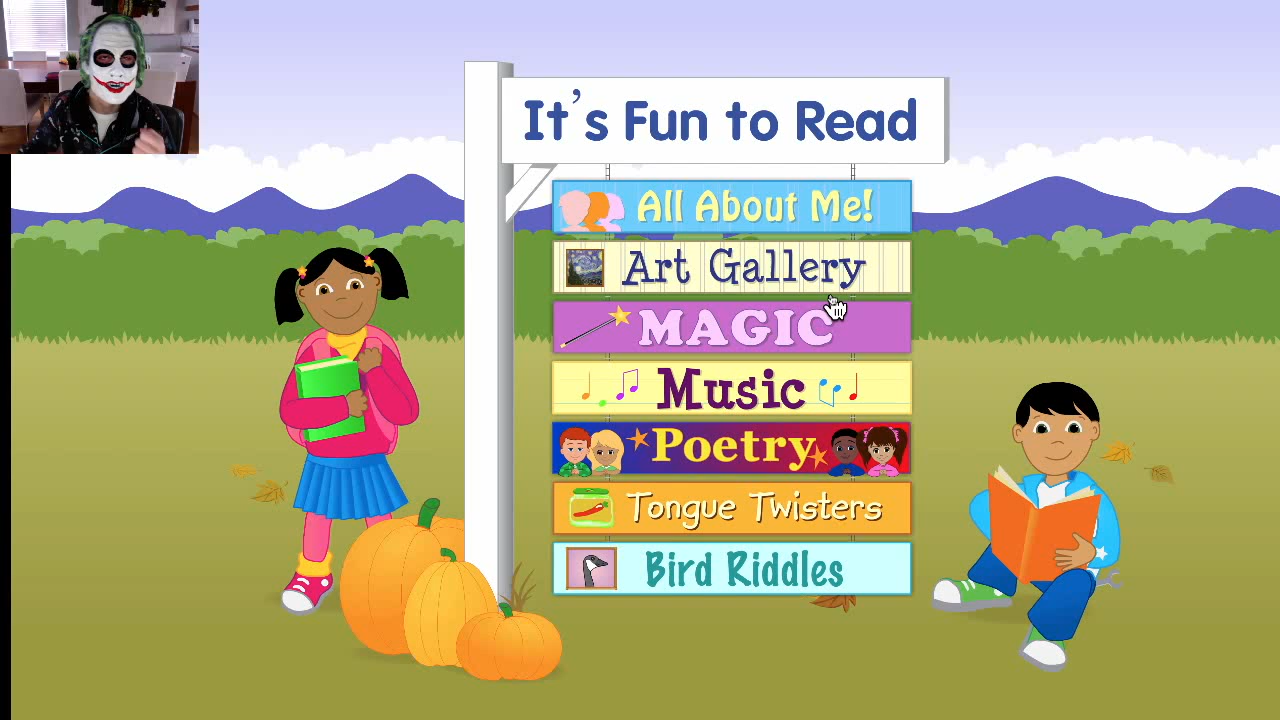 It's Fun to Read
All About Me!
Art Gallery
MAGIC
Music
Poetry
Tongue Twisters
Bird Riddles